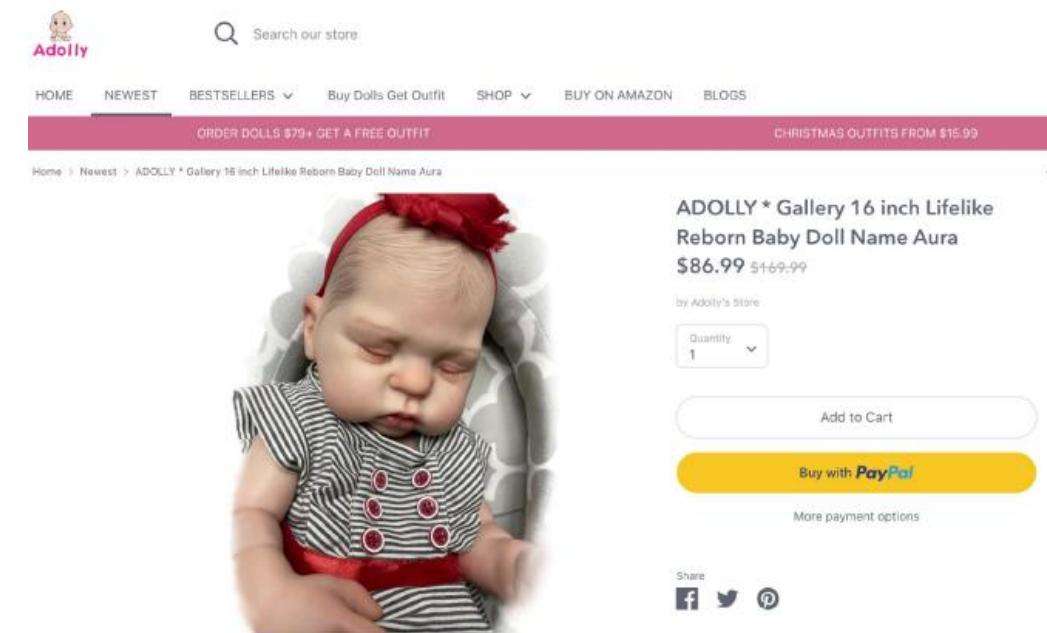 Adolly
Search our store
HOME NEWEST BESTSELLERS Buy Dolls Get Outfit SHOP BUY ON AMAZON BLOGS
ORDER DOLLS $79+ GET A FREE OUTFIT CHRISTMAS OUTFITS FROM $15.99
Home > Newest > ADOLLY * Gallery 16 inch Lifelike Reborn Baby Doll Name Aura
ADOLLY * Gallery 16 inch Lifelike
Reborn Baby Doll Name Aura
$86.99 $169.99
by Adolly's Store
Quantity
1
Add to Cart
Buy with PayPal
More payment options
Share